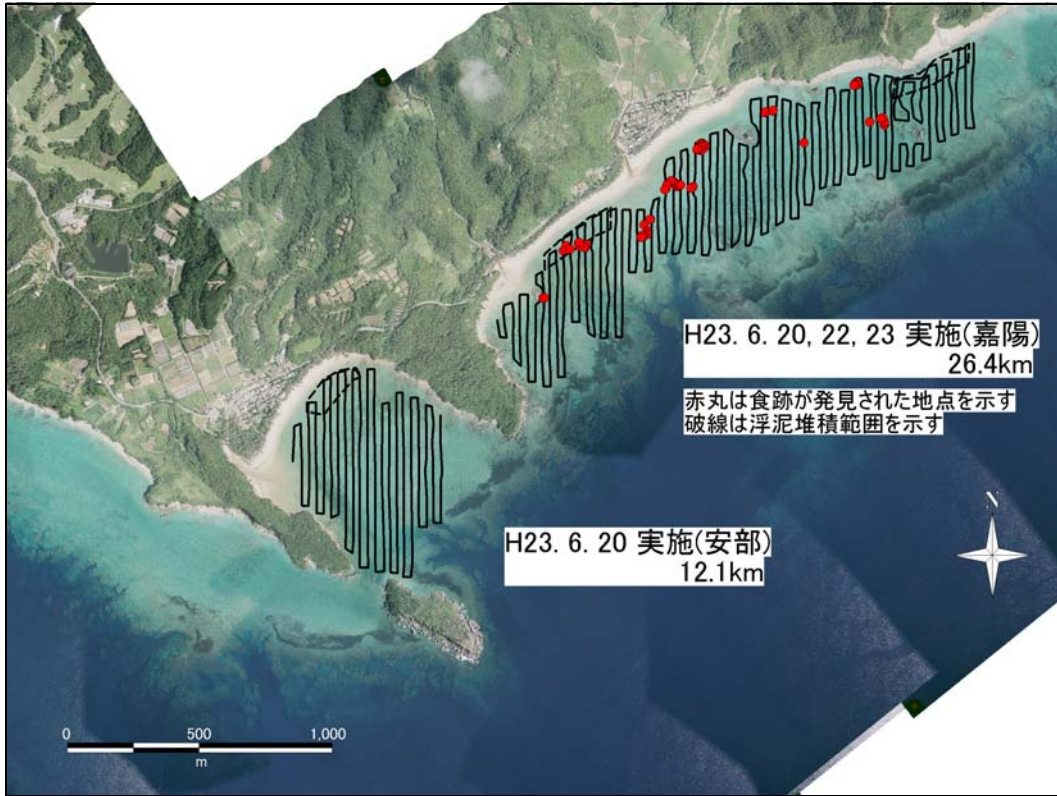 H23. 6. 20, 22, 23 実施(嘉陽)
26.4km
赤丸は食跡が発見された地点を示す
破線は浮泥堆積範囲を示す
H23. 6. 20 実施(安部)
12.1km
N
0 500 1,000
m